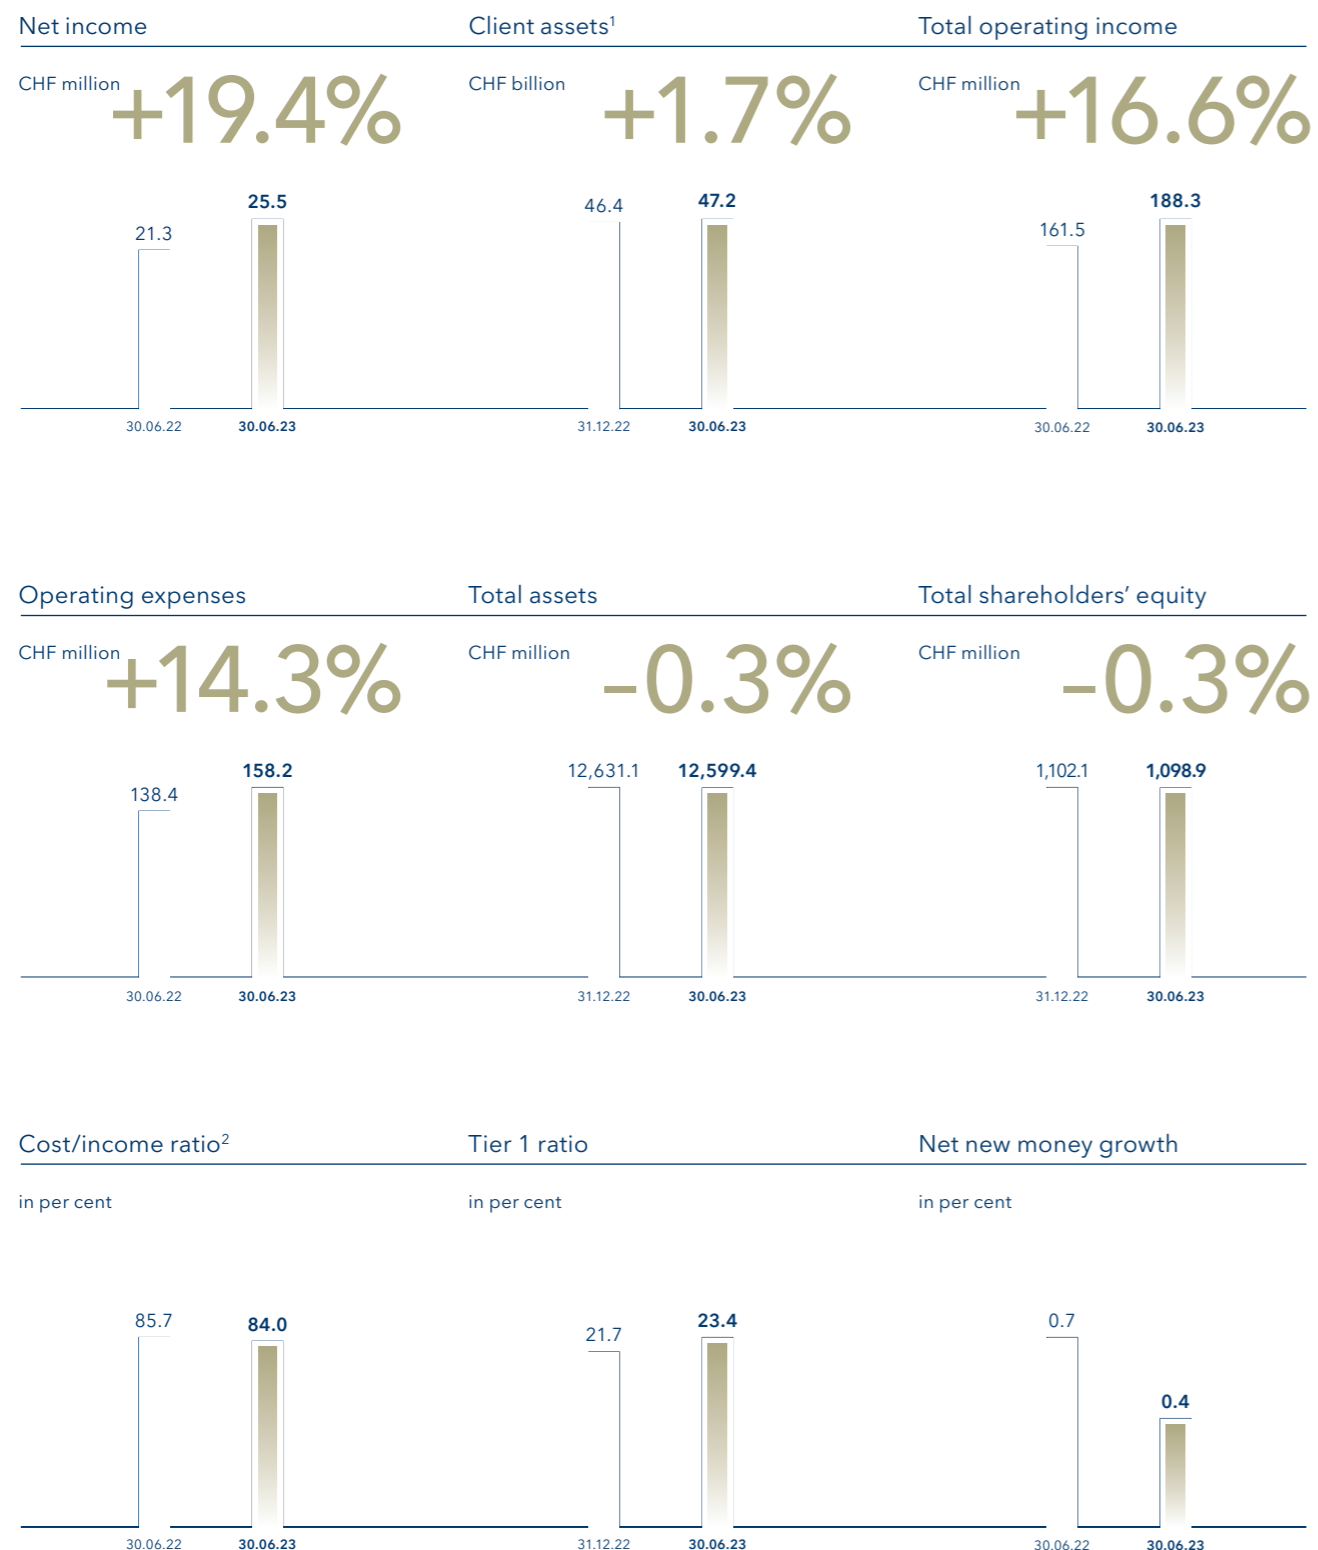 Net income
CHF million
+19.4%
21.3
25.5
30.06.22
30.06.23
Client assets¹
CHF billion
+1.7%
46.4
47.2
31.12.22
30.06.23
Total operating income
CHF million
+16.6%
161.5
188.3
30.06.22
30.06.23
Operating expenses
CHF million
+14.3%
138.4
158.2
30.06.22
30.06.23
Total assets
CHF million
–0.3%
12,631.1
12,599.4
31.12.22
30.06.23
Total shareholders’ equity
CHF million
–0.3%
1,102.1
1,098.9
31.12.22
30.06.23
Cost/income ratio²
in per cent
85.7
84.0
30.06.22
30.06.23
Tier 1 ratio
in per cent
21.7
23.4
31.12.22
30.06.23
Net new money growth
in per cent
0.7
0.4
30.06.22
30.06.23